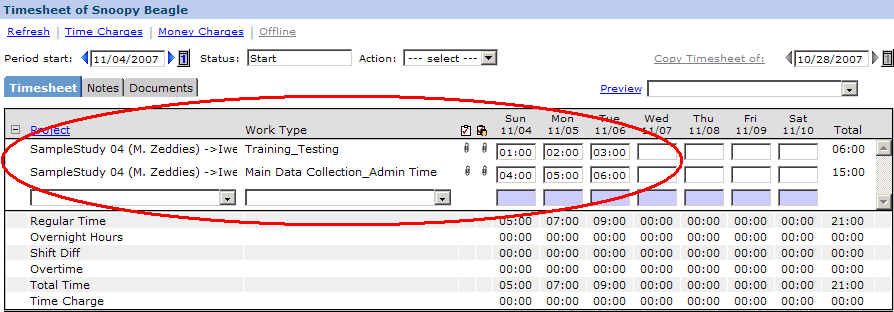 Timesheet of Snoopy Beagle
Refresh | Time Charges | Money Charges | Offline
Period start: 11/04/2007 1 Status: Start Action: --- select --- Copy Timesheet of: 10/28/2007
Timesheet Notes Documents Preview
Sun Mon Tue Wed Thu Fri Sat
Project Work Type 11/04 11/05 11/06 11/07 11/08 11/09 11/10 Total
SampleStudy 04 (M. Zeddies) ->Iwe Training_Testing 01:00 02:00 03:00 06:00
SampleStudy 04 (M. Zeddies) ->Iwe Main Data Collection_Admin Time 04:00 05:00 06:00 15:00
Regular Time 05:00 07:00 09:00 00:00 00:00 00:00 00:00 21:00
Overnight Hours 00:00 00:00 00:00 00:00 00:00 00:00 00:00 00:00
Shift Diff 00:00 00:00 00:00 00:00 00:00 00:00 00:00 00:00
Overtime 00:00 00:00 00:00 00:00 00:00 00:00 00:00 00:00
Total Time 05:00 07:00 09:00 00:00 00:00 00:00 00:00 21:00
Time Charge 00:00 00:00 00:00 00:00 00:00 00:00 00:00 00:00